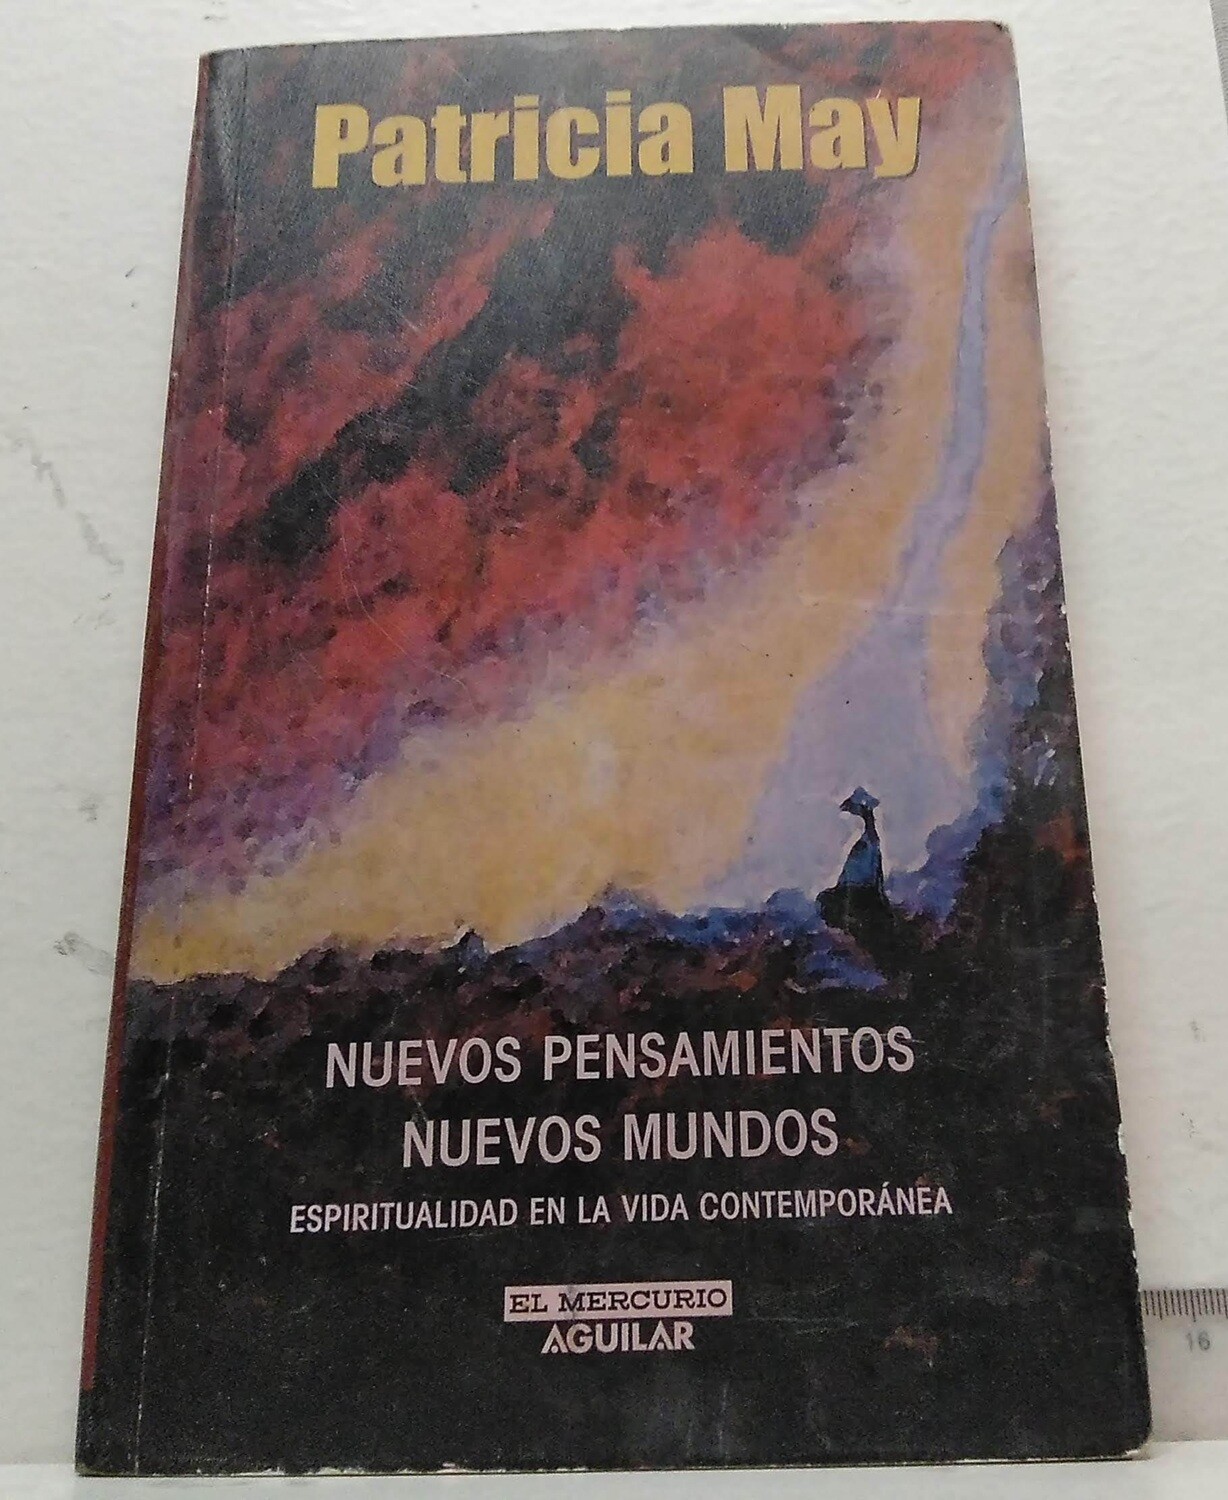 Patricia May
NUEVOS PENSAMIENTOS
NUEVOS MUNDOS
ESPIRITUALIDAD EN LA VIDA CONTEMPORÁNEA
EL MERCURIO
AGUILAR
16